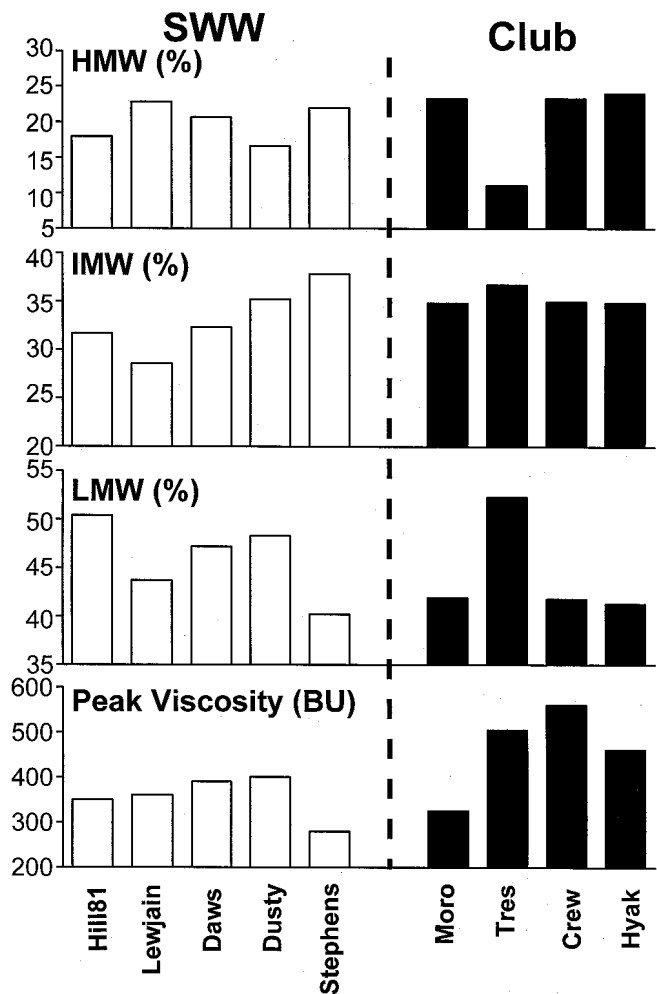 SWW
Club
HMW (%)
30
25
20
15
10
5
IMW (%)
40
35
30
25
20
LMW (%)
55
50
45
40
35
Peak Viscosity (BU)
600
500
400
300
200
Hill81
Lewjain
Daws
Dusty
Stephens
Moro
Tres
Crew
Hyak